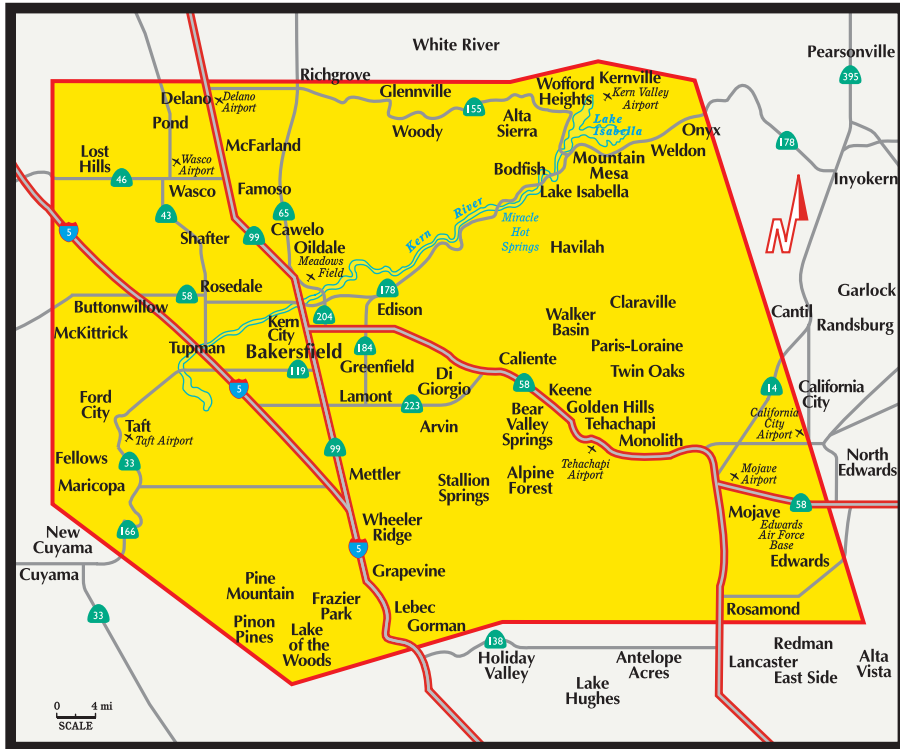 White River
Pearsonville
395
Richgrove
Glennville
Wofford
Heights
Kernville
Kern Valley
Airport
Delano
Delano
Airport
155
Pond
Woody
Alta
Sierra
Lake
Isabella
Onyx
178
McFarland
Lost
Hills
Wasco
Airport
Bodfish
Mountain
Mesa
Weldon
46
Wasco
Famoso
Lake Isabella
Inyokern
43
65
Kern River
Miracle
Hot
Springs
N
5
Shafter
99
Cawelo
Oildale
Meadows
Field
Havilah
58
Rosedale
178
Garlock
Buttonwillow
204
Edison
Claraville
Cantil
Randsburg
McKittrick
Kern
City
Walker
Basin
Tupman
Bakersfield
184
Paris-Loraine
119
Greenfield
Caliente
Twin Oaks
5
Di
Giorgio
58
Keene
14
California
City
Ford
City
Lamont
223
Bear
Valley
Springs
Golden Hills
Tehachapi
California
City
Airport
Taft
Taft Airport
Arvin
Monolith
Fellows
33
99
Mettler
Tehachapi
Airport
North
Edwards
Maricopa
Stallion
Springs
Alpine
Forest
Mojave
Airport
58
166
Wheeler
Ridge
Mojave
Edwards
Air Force
Base
New
Cuyama
5
Edwards
Cuyama
Grapevine
33
Pine
Mountain
Frazier
Park
Lebec
Rosamond
Pinon
Pines
Lake
of the
Woods
Gorman
138
Holiday
Valley
Antelope
Acres
Redman
Lancaster
East Side
Alta
Vista
Lake
Hughes
0 4 mi
SCALE